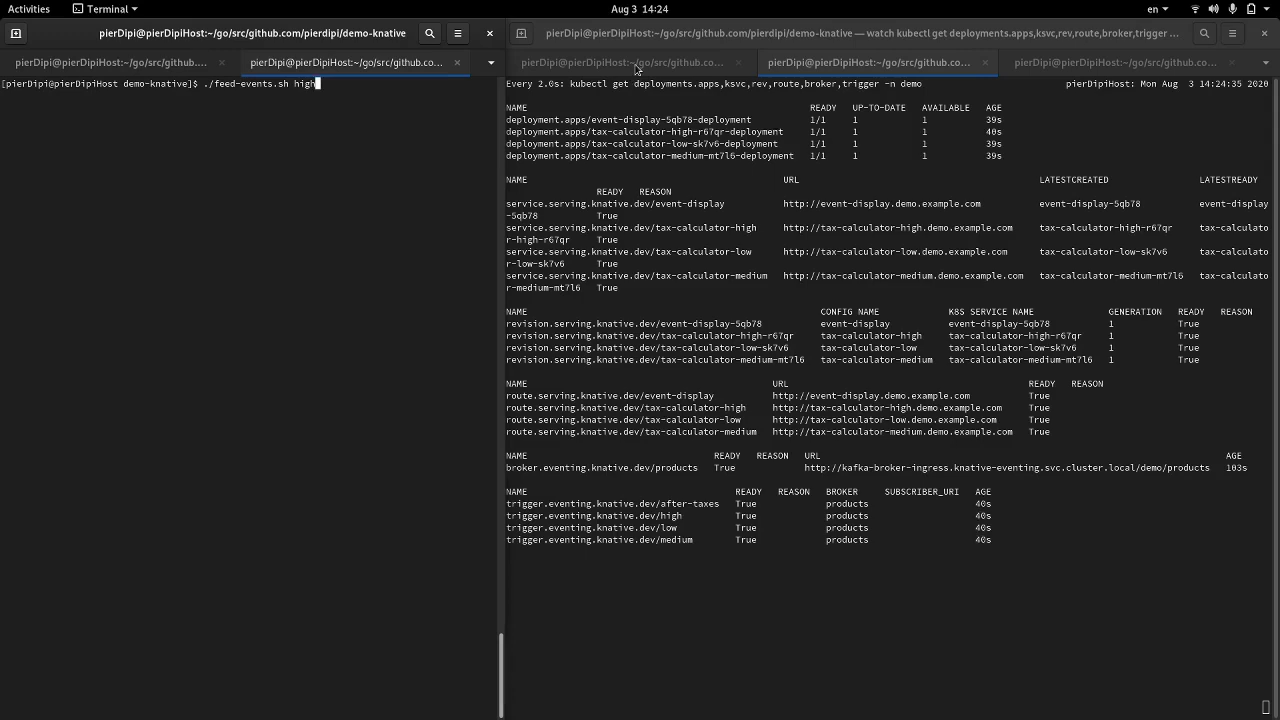 Activities Terminal Aug 3 14:24 en
pierDipi@pierDipiHost:~/go/src/github.com/pierdipi/demo-knative
pierDipi@pierDipiHost:~/go/src/github.com/pierdipi/demo-knative — watch kubectl get deployments.apps,ksvc,rev,route,broker,trigger ...
pierDipi@pierDipiHost:~/go/src/github.com/pierdipi/demo-knative....
pierDipi@pierDipiHost:~/go/src/github.co...
pierDipi@pierDipiHost:~/go/src/github.co...
pierDipi@pierDipiHost:~/go/src/github.co...
pierDipi@pierDipiHost:~/go/src/github.co...
[pierDipi@pierDipiHost demo-knative]$ ./feed-events.sh high
Every 2.0s: kubectl get deployments.apps,ksvc,rev,route,broker,trigger -n demo pierDipiHost: Mon Aug 3 14:24:35 2020
NAME READY UP-TO-DATE AVAILABLE AGE
deployment.apps/event-display-5qb78-deployment 1/1 1 1 39s
deployment.apps/tax-calculator-high-r67qr-deployment 1/1 1 1 40s
deployment.apps/tax-calculator-low-sk7v6-deployment 1/1 1 1 39s
deployment.apps/tax-calculator-medium-mt7l6-deployment 1/1 1 1 39s
NAME URL LATESTCREATED LATESTREADY
READY REASON
service.serving.knative.dev/event-display http://event-display.demo.example.com event-display-5qb78 event-display
-5qb78 True
service.serving.knative.dev/tax-calculator-high http://tax-calculator-high.demo.example.com tax-calculator-high-r67qr tax-calculato
r-high-r67qr True
service.serving.knative.dev/tax-calculator-low http://tax-calculator-low.demo.example.com tax-calculator-low-sk7v6 tax-calculato
r-low-sk7v6 True
service.serving.knative.dev/tax-calculator-medium http://tax-calculator-medium.demo.example.com tax-calculator-medium-mt7l6 tax-calculato
r-medium-mt7l6 True
NAME CONFIG NAME K8S SERVICE NAME GENERATION READY REASON
revision.serving.knative.dev/event-display-5qb78 event-display event-display-5qb78 1 True
revision.serving.knative.dev/tax-calculator-high-r67qr tax-calculator-high tax-calculator-high-r67qr 1 True
revision.serving.knative.dev/tax-calculator-low-sk7v6 tax-calculator-low tax-calculator-low-sk7v6 1 True
revision.serving.knative.dev/tax-calculator-medium-mt7l6 tax-calculator-medium tax-calculator-medium-mt7l6 1 True
NAME URL READY REASON
route.serving.knative.dev/event-display http://event-display.demo.example.com True
route.serving.knative.dev/tax-calculator-high http://tax-calculator-high.demo.example.com True
route.serving.knative.dev/tax-calculator-low http://tax-calculator-low.demo.example.com True
route.serving.knative.dev/tax-calculator-medium http://tax-calculator-medium.demo.example.com True
NAME READY REASON URL AGE
broker.eventing.knative.dev/products True http://kafka-broker-ingress.knative-eventing.svc.cluster.local/demo/products 103s
NAME READY REASON BROKER SUBSCRIBER_URI AGE
trigger.eventing.knative.dev/after-taxes True products 40s
trigger.eventing.knative.dev/high True products 40s
trigger.eventing.knative.dev/low True products 40s
trigger.eventing.knative.dev/medium True products 40s